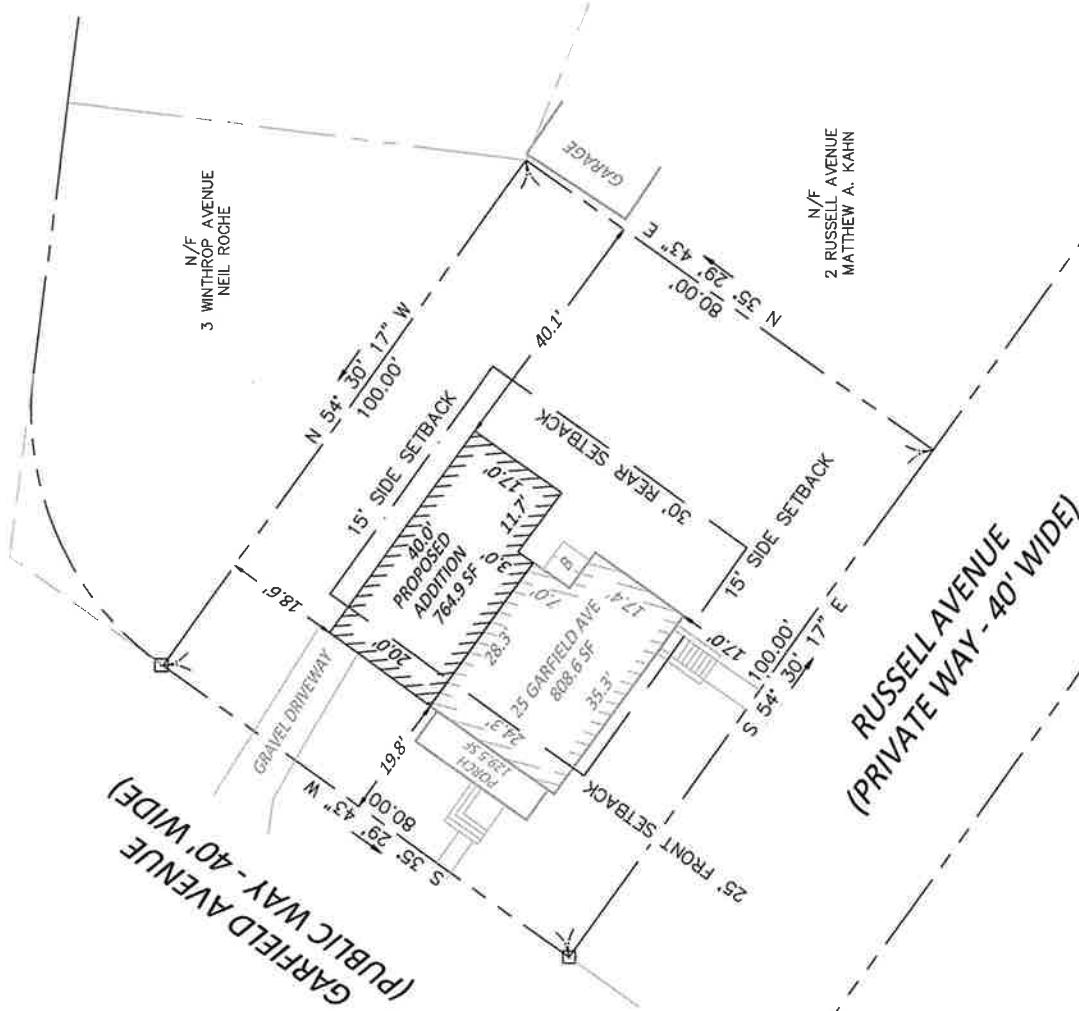 N/F
3 WINTHROP AVENUE
NEIL ROCHE
GARAGE
N/F
2 RUSSELL AVENUE
MATTHEW A. KAHN
N 54° 30' 17" W
100.00'
N 35° 29' 43" E
80.00'
40.1'
15' SIDE SETBACK
30' REAR SETBACK
18.6'
40.0'
PROPOSED
ADDITION
764.9 SF
17.0'
11.7'
3.0'
20.0'
GRAVEL DRIVEWAY
B
7.0'
17.4'
28.3'
25 GARFIELD AVE
808.6 SF
24.3'
35.3'
PORCH
129.5 SF
19.8'
15' SIDE SETBACK
17.0'
S 35° 29' 43" W
80.00'
25' FRONT SETBACK
100.00'
S 54° 30' 17" E
GARFIELD AVENUE
(PUBLIC WAY - 40' WIDE)
RUSSELL AVENUE
(PRIVATE WAY - 40' WIDE)